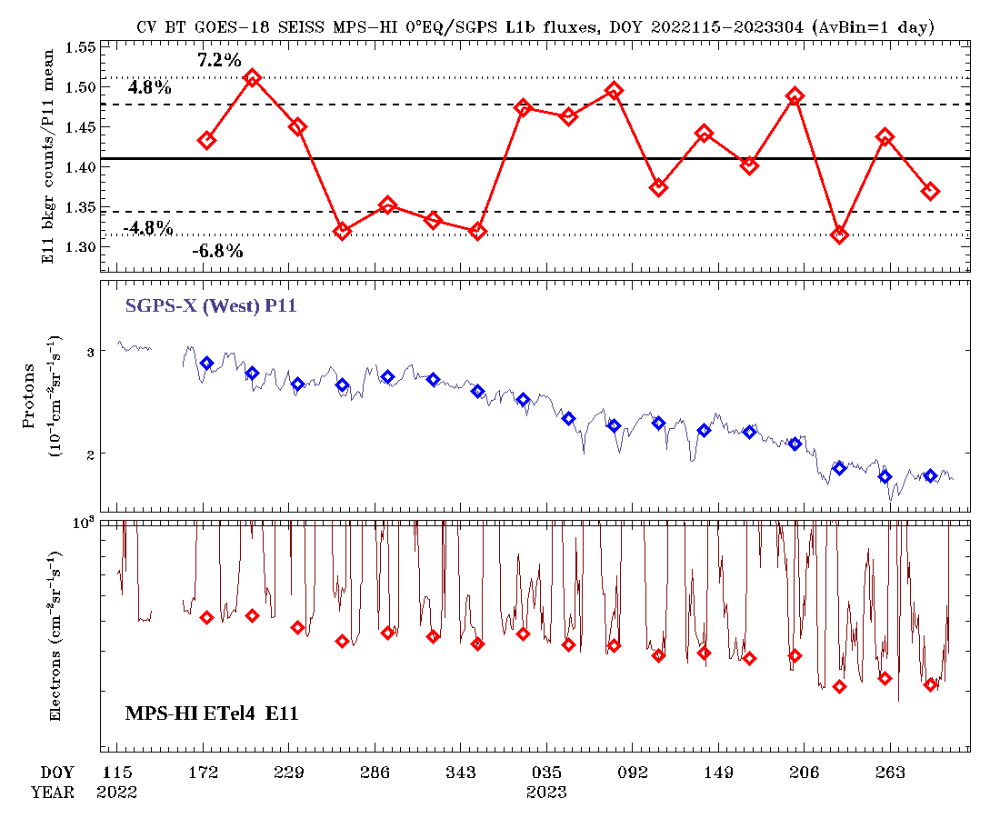 CV BT GOES-18 SEISS MPS-HI 0°EQ/SGPS L1b fluxes, DOY 2022115-2023304 (AvBin=1 day)
E11 bkgr counts/P11 mean
1.55
1.50
1.45
1.40
1.35
1.30
7.2%
4.8%
-4.8%
-6.8%
SGPS-X (West) P11
Protons
(10⁻¹cm⁻²sr⁻¹s⁻¹)
3
2
10³
Electrons (cm⁻²sr⁻¹s⁻¹)
MPS-HI ETel4 E11
DOY 115 172 229 286 343 035 092 149 206 263
YEAR 2022 2023